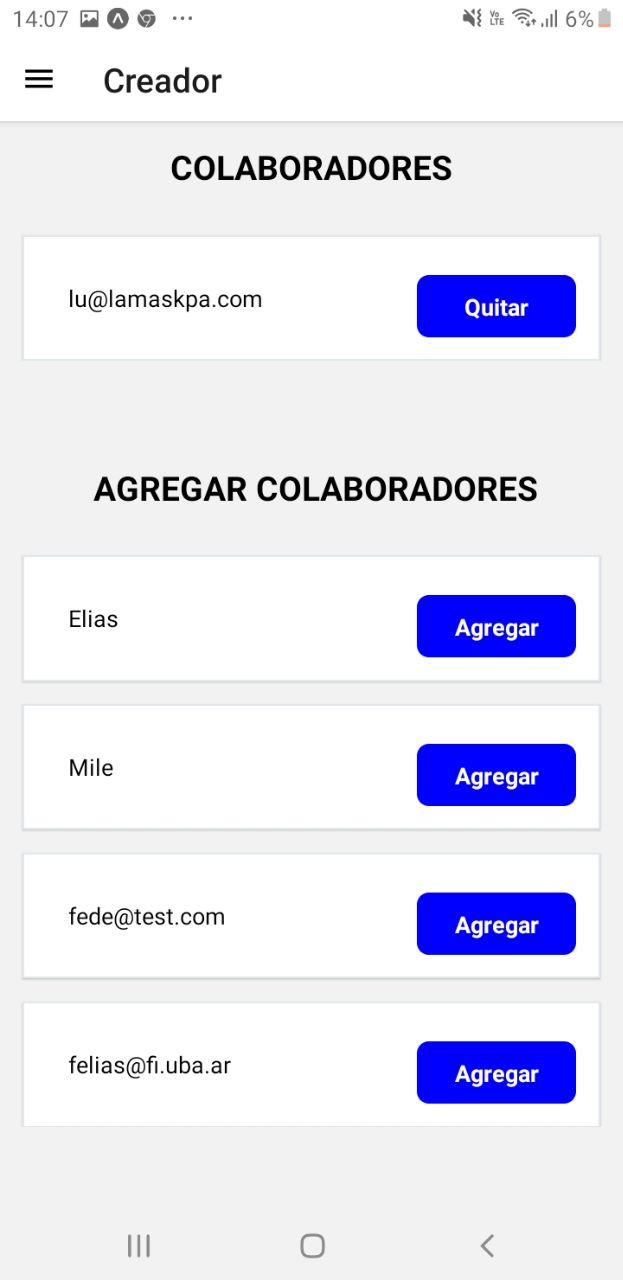 14:07 Vo LTE 6%
Creador
COLABORADORES
lu@lamaskpa.com Quitar
AGREGAR COLABORADORES
Elias Agregar
Mile Agregar
fede@test.com Agregar
felias@fi.uba.ar Agregar